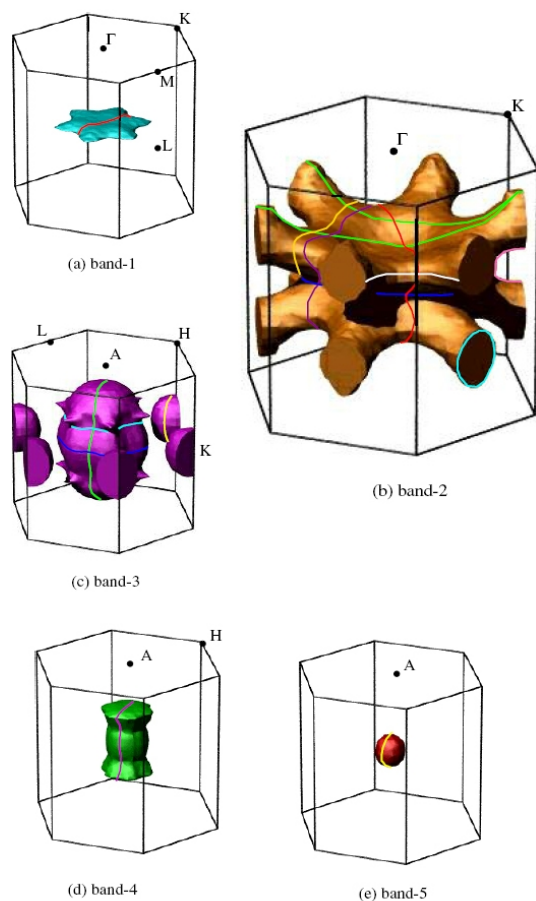 K
Γ
M
L
(a) band-1
K
Γ
(b) band-2
L
H
A
K
(c) band-3
H
A
(d) band-4
A
(e) band-5